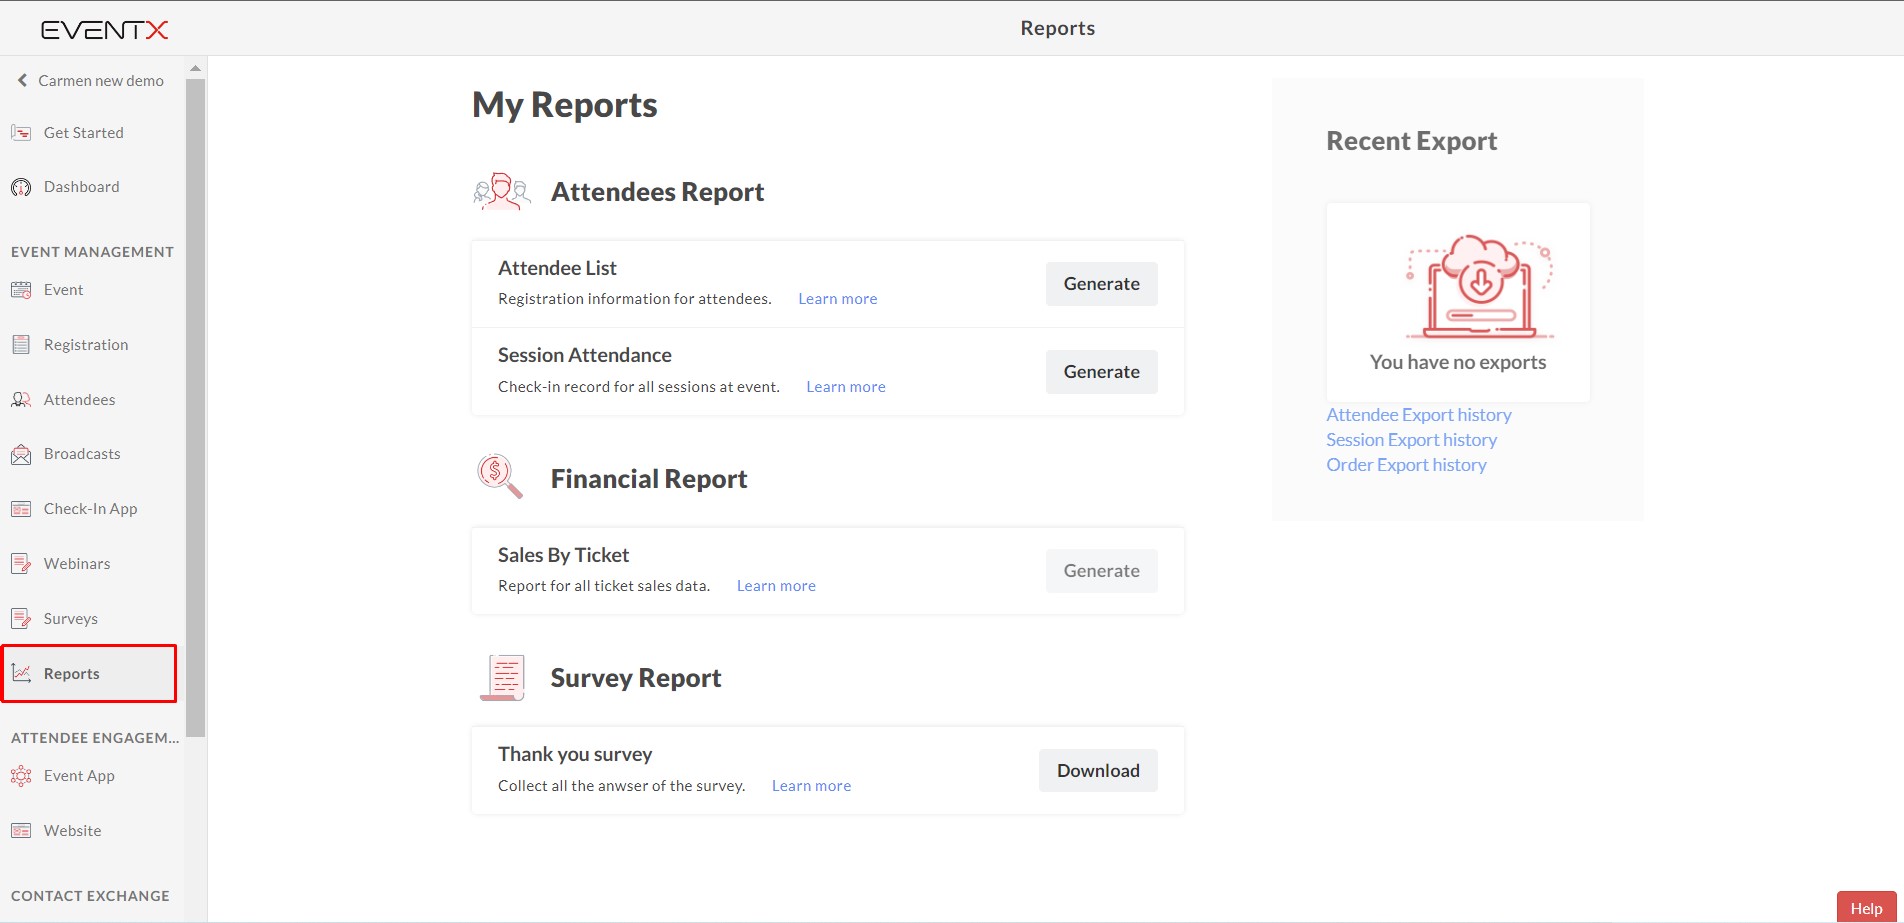 EVENTX
Reports
Carmen new demo
Get Started
Dashboard
EVENT MANAGEMENT
Event
Registration
Attendees
Broadcasts
Check-In App
Webinars
Surveys
Reports
ATTENDEE ENGAGEM...
Event App
Website
CONTACT EXCHANGE
My Reports
Attendees Report
Attendee List
Registration information for attendees. Learn more
Generate
Session Attendance
Check-in record for all sessions at event. Learn more
Generate
Financial Report
Sales By Ticket
Report for all ticket sales data. Learn more
Generate
Survey Report
Thank you survey
Collect all the anwser of the survey. Learn more
Download
Recent Export
You have no exports
Attendee Export history
Session Export history
Order Export history
Help